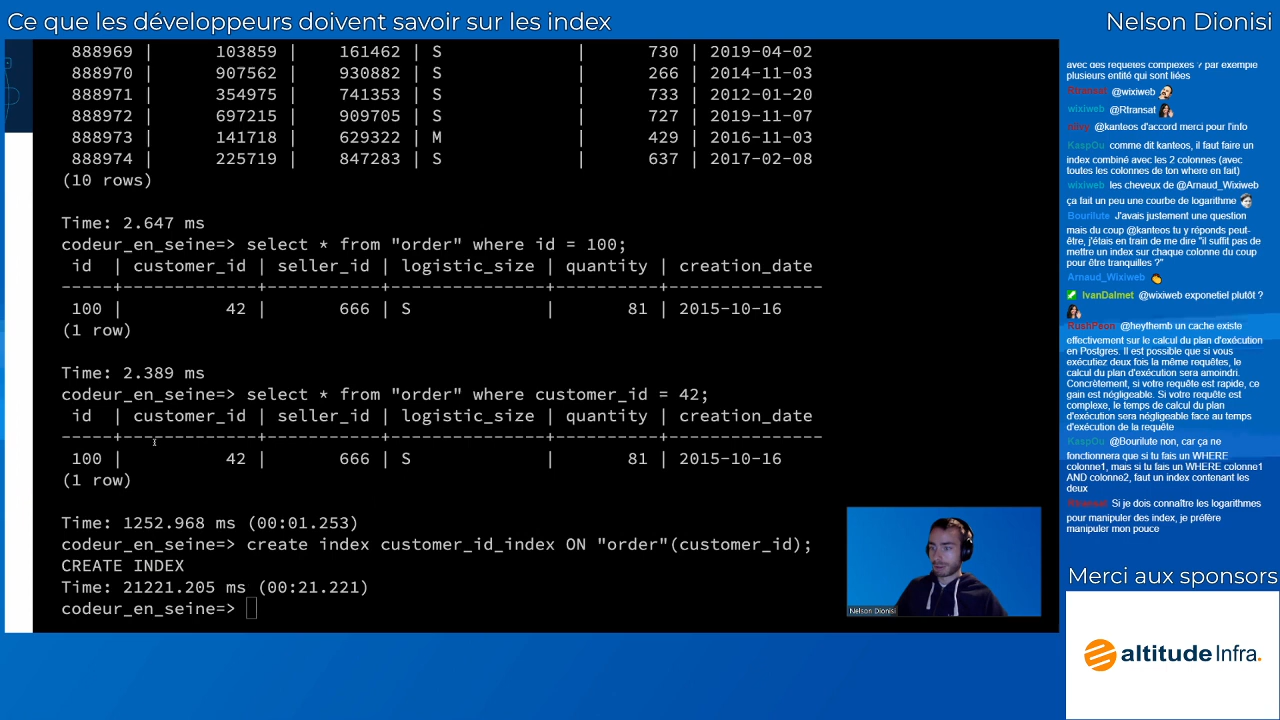 Ce que les développeurs doivent savoir sur les index
Nelson Dionisi
888969 | 103859 | 161462 | S | 730 | 2019-04-02
888970 | 907562 | 930882 | S | 266 | 2014-11-03
888971 | 354975 | 741353 | S | 733 | 2012-01-20
888972 | 697215 | 909705 | S | 727 | 2019-11-07
888973 | 141718 | 629322 | M | 429 | 2016-11-03
888974 | 225719 | 847283 | S | 637 | 2017-02-08
(10 rows)
Time: 2.647 ms
codeur_en_seine=> select * from "order" where id = 100;
id | customer_id | seller_id | logistic_size | quantity | creation_date
-----+-------------+-----------+---------------+----------+---------------
100 | 42 | 666 | S | 81 | 2015-10-16
(1 row)
Time: 2.389 ms
codeur_en_seine=> select * from "order" where customer_id = 42;
id | customer_id | seller_id | logistic_size | quantity | creation_date
-----+-------------+-----------+---------------+----------+---------------
100 | 42 | 666 | S | 81 | 2015-10-16
(1 row)
Time: 1252.968 ms (00:01.253)
codeur_en_seine=> create index customer_id_index ON "order"(customer_id);
CREATE INDEX
Time: 21221.205 ms (00:21.221)
codeur_en_seine=>
Nelson Dionisi
avec des requêtes complexes ? par exemple
plusieurs entité qui sont liées
Rtransat @wixiweb
wixiweb @Rtransat
@kanteos d'accord merci pour l'info
KaspOu comme dit kanteos, il faut faire un
index combiné avec les 2 colonnes (avec
toutes les colonnes de ton where en fait)
wixiweb les cheveux de @Arnaud_Wixiweb
ça fait un peu une courbe de logarithme
Bourilute J'avais justement une question
mais du coup @kanteos tu y réponds peut-
être, j'étais en train de me dire "il suffit pas de
mettre un index sur chaque colonne du coup
pour être tranquilles ?"
Arnaud_Wixiweb
IvanDalmet @wixiweb exponetiel plutôt ?
RushPeon @heythemb un cache existe
effectivement sur le calcul du plan d'exécution
en Postgres. Il est possible que si vous
exécutiez deux fois la même requêtes, le
calcul du plan d'exécution sera amoindri.
Concrètement, si votre requête est rapide, ce
gain est négligeable. Si votre requête est
complexe, le temps de calcul du plan
d'exécution sera négligeable face au temps
d'exécution de la requête
KaspOu @Bourilute non, car ça ne
fonctionnera que si tu fais un WHERE
colonne1, mais si tu fais un WHERE colonne1
AND colonne2, faut un index contenant les
deux
Rtransat Si je dois connaître les logarithmes
pour manipuler des index, je préfère
manipuler mon pouce
Merci aux sponsors
altitudeInfra.